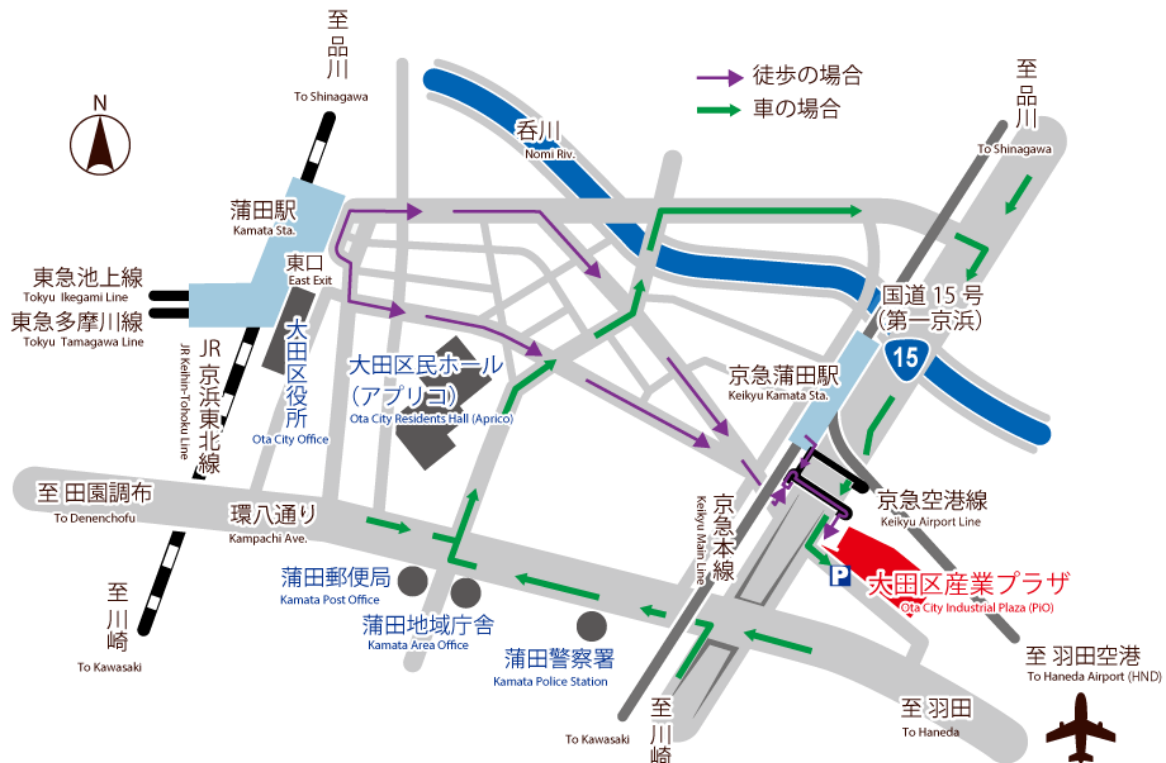 至品川
To Shinagawa
徒歩の場合
車の場合
至品川
To Shinagawa
N
呑川
Nomi Riv.
蒲田駅
Kamata Sta.
東口
East Exit
東急池上線
Tokyu Ikegami Line
東急多摩川線
Tokyu Tamagawa Line
国道 15 号
（第一京浜）
15
JR 京浜東北線
JR Keihin-Tohoku Line
大田区役所
Ota City Office
大田区民ホール
（アプリコ）
Ota City Residents Hall (Aprico)
京急蒲田駅
Keikyu Kamata Sta.
至 田園調布
To Denenchofu
環八通り
Kampachi Ave.
京急本線
Keikyu Main Line
京急空港線
Keikyu Airport Line
P
大田区産業プラザ
Ota City Industrial Plaza (PiO)
蒲田郵便局
Kamata Post Office
蒲田地域庁舎
Kamata Area Office
蒲田警察署
Kamata Police Station
至川崎
To Kawasaki
至川崎
To Kawasaki
至 羽田
To Haneda
至 羽田空港
To Haneda Airport (HND)